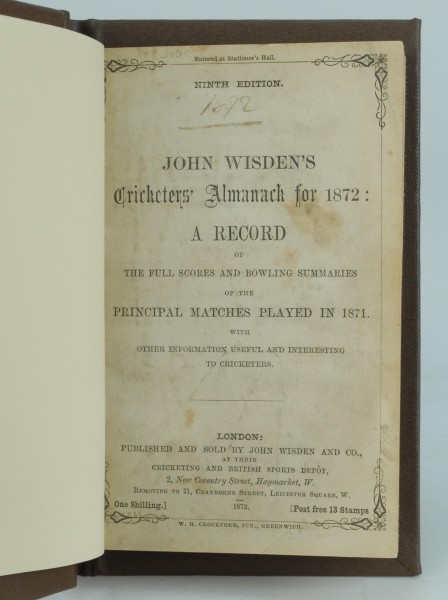 Entered at Stationer's Hall.
NINTH EDITION.
1872
JOHN WISDEN'S
Cricketers' Almanack for 1872:
A RECORD
OF
THE FULL SCORES AND BOWLING SUMMARIES
OF THE
PRINCIPAL MATCHES PLAYED IN 1871.
WITH
OTHER INFORMATION USEFUL AND INTERESTING
TO CRICKETERS.
LONDON:
PUBLISHED AND SOLD BY JOHN WISDEN AND CO.,
AT THEIR
CRICKETING AND BRITISH SPORTS DEPÔT,
2, New Coventry Street, Haymarket, W.
REMOVING TO 21, CRANBORNE STREET, LEICESTER SQUARE, W.
One Shilling.] 1872. [Post free 13 Stamps
W. H. CROCKFORD, JUN., GREENWICH.